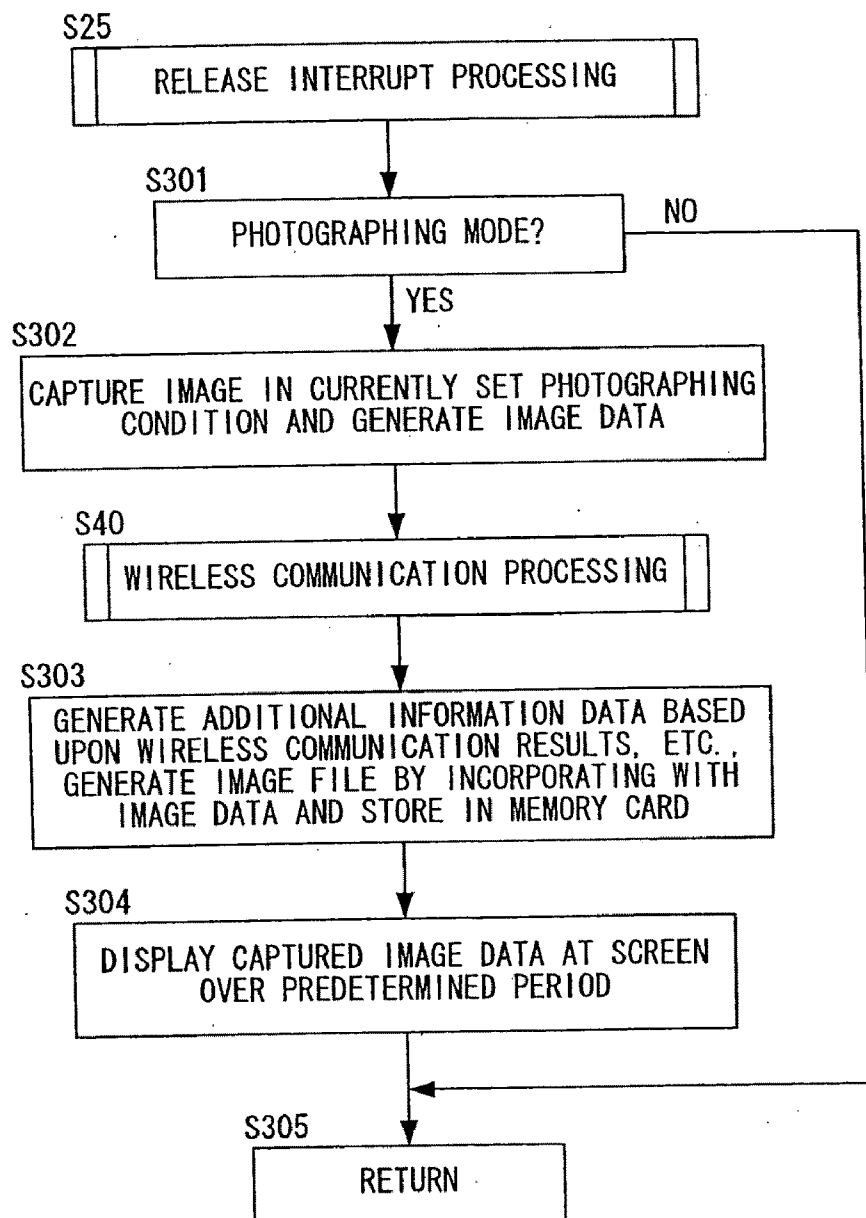 S25
RELEASE INTERRUPT PROCESSING
S301
PHOTOGRAPHING MODE?
NO
YES
S302
CAPTURE IMAGE IN CURRENTLY SET PHOTOGRAPHING
CONDITION AND GENERATE IMAGE DATA
S40
WIRELESS COMMUNICATION PROCESSING
S303
GENERATE ADDITIONAL INFORMATION DATA BASED
UPON WIRELESS COMMUNICATION RESULTS, ETC.,
GENERATE IMAGE FILE BY INCORPORATING WITH
IMAGE DATA AND STORE IN MEMORY CARD
S304
DISPLAY CAPTURED IMAGE DATA AT SCREEN
OVER PREDETERMINED PERIOD
S305
RETURN